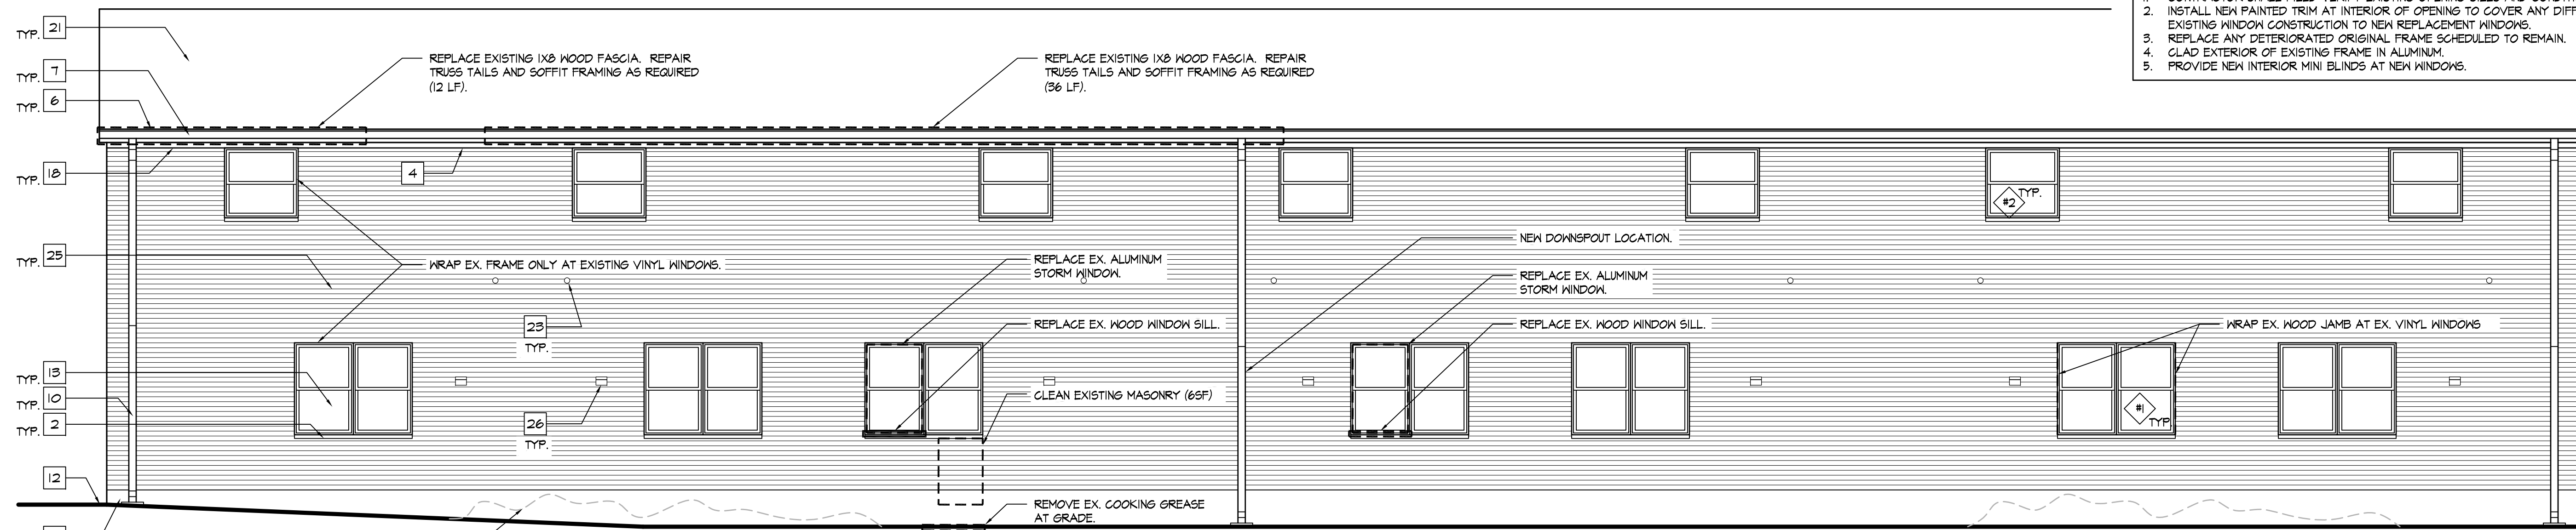 2. INSTALL NEW PAINTED TRIM AT INTERIOR OF OPENING TO COVER ANY DIFF
EXISTING WINDOW CONSTRUCTION TO NEW REPLACEMENT WINDOWS.
3. REPLACE ANY DETERIORATED ORIGINAL FRAME SCHEDULED TO REMAIN.
4. CLAD EXTERIOR OF EXISTING FRAME IN ALUMINUM.
5. PROVIDE NEW INTERIOR MINI BLINDS AT NEW WINDOWS.
TYP. 21
TYP. 7
TYP. 6
REPLACE EXISTING 1X8 WOOD FASCIA. REPAIR
TRUSS TAILS AND SOFFIT FRAMING AS REQUIRED
(12 LF).
REPLACE EXISTING 1X8 WOOD FASCIA. REPAIR
TRUSS TAILS AND SOFFIT FRAMING AS REQUIRED
(36 LF).
TYP. 18
4
#2 TYP.
TYP. 25
WRAP EX. FRAME ONLY AT EXISTING VINYL WINDOWS.
REPLACE EX. ALUMINUM
STORM WINDOW.
NEW DOWNSPOUT LOCATION.
REPLACE EX. ALUMINUM
STORM WINDOW.
23
TYP.
REPLACE EX. WOOD WINDOW SILL.
REPLACE EX. WOOD WINDOW SILL.
WRAP EX. WOOD JAMB AT EX. VINYL WINDOWS
TYP. 13
TYP. 10
TYP. 2
26
TYP.
CLEAN EXISTING MASONRY (6SF)
#1
TYP.
12
REMOVE EX. COOKING GREASE
AT GRADE.